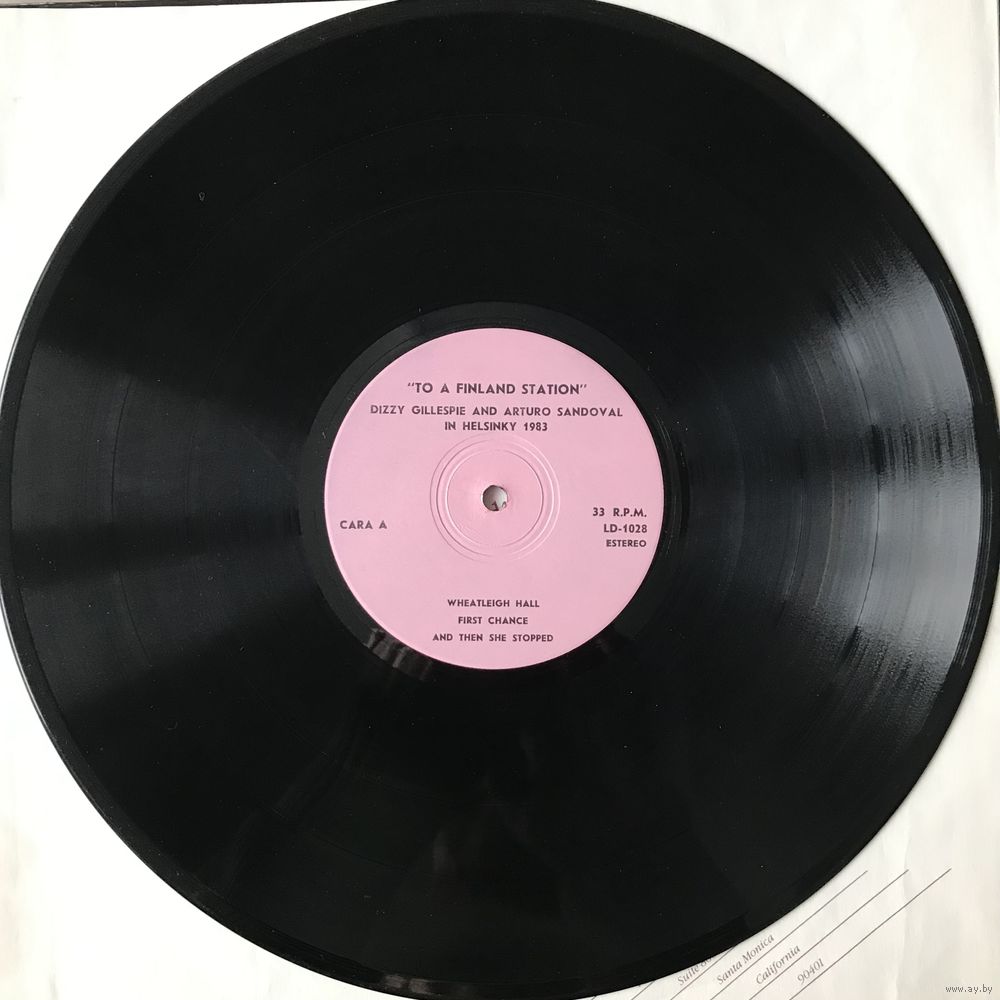 “TO A FINLAND STATION”
DIZZY GILLESPIE AND ARTURO SANDOVAL
IN HELSINKY 1983
CARA A
33 R.P.M.
LD-1028
ESTEREO
WHEATLEIGH HALL
FIRST CHANCE
AND THEN SHE STOPPED
Suite
Santa Monica
California
90401
www.ay.by